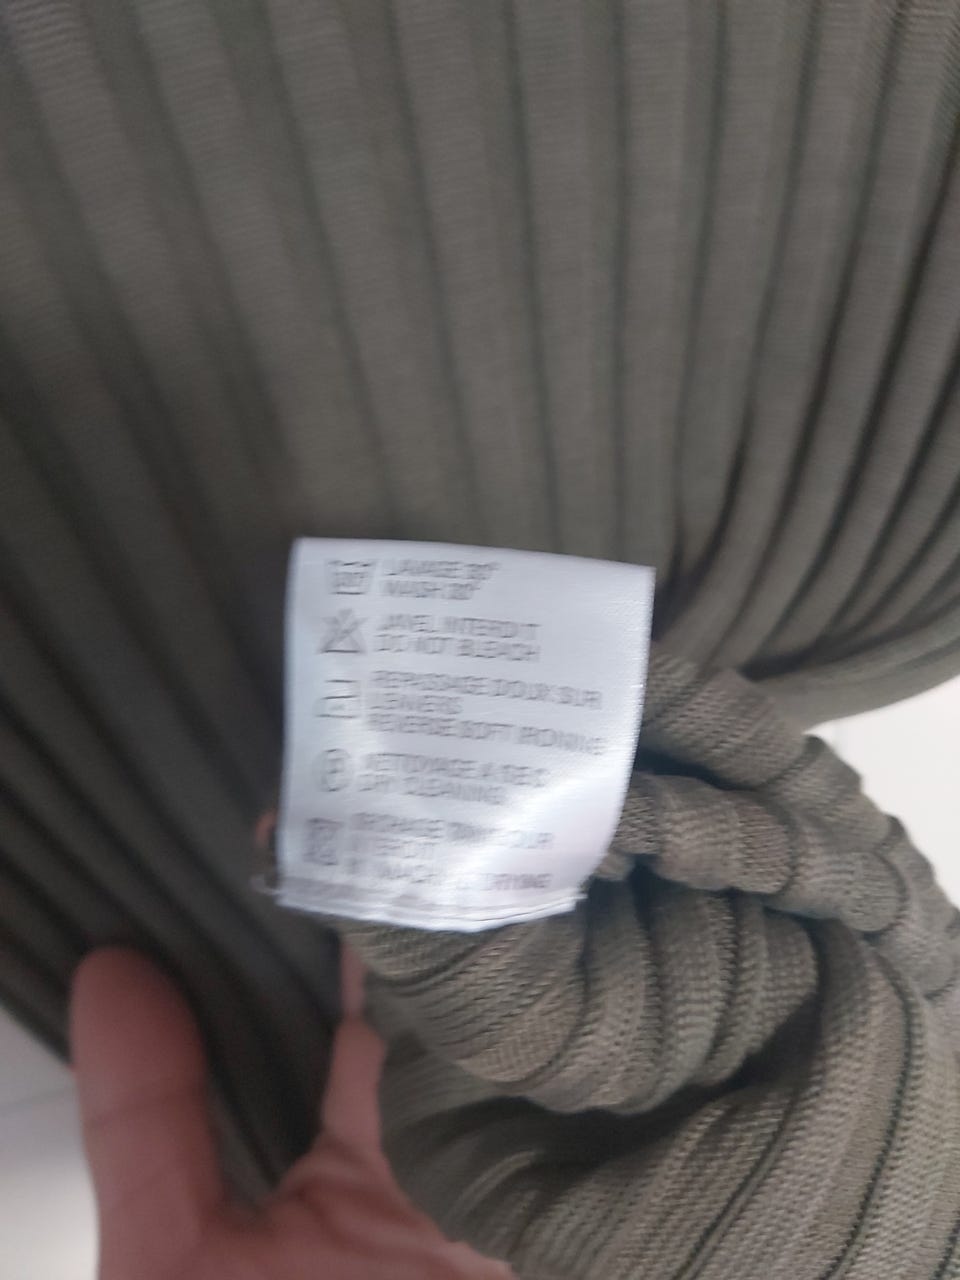 LAVAGE 30°
WASH 30°
JAVEL INTERDIT
DO NOT BLEACH
REPASSAGE DOUX SUR
L'ENVERS
REVERSE SOFT IRONING
P
NETTOYAGE A SEC
DRY CLEANING
DRYING